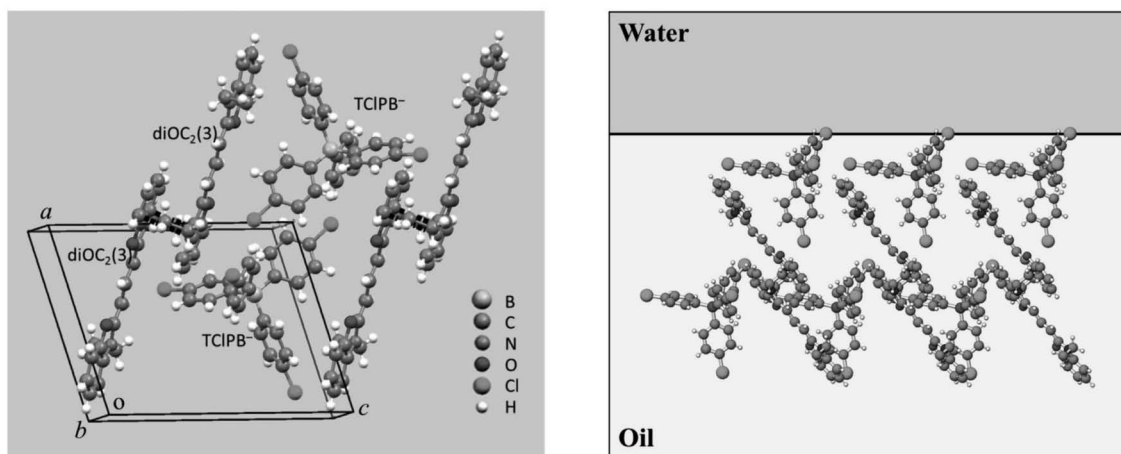 TClPB⁻
diOC₂(3)
a
diOC₂(3)
TClPB⁻
o
b
c
B
C
N
O
Cl
H
Water
Oil